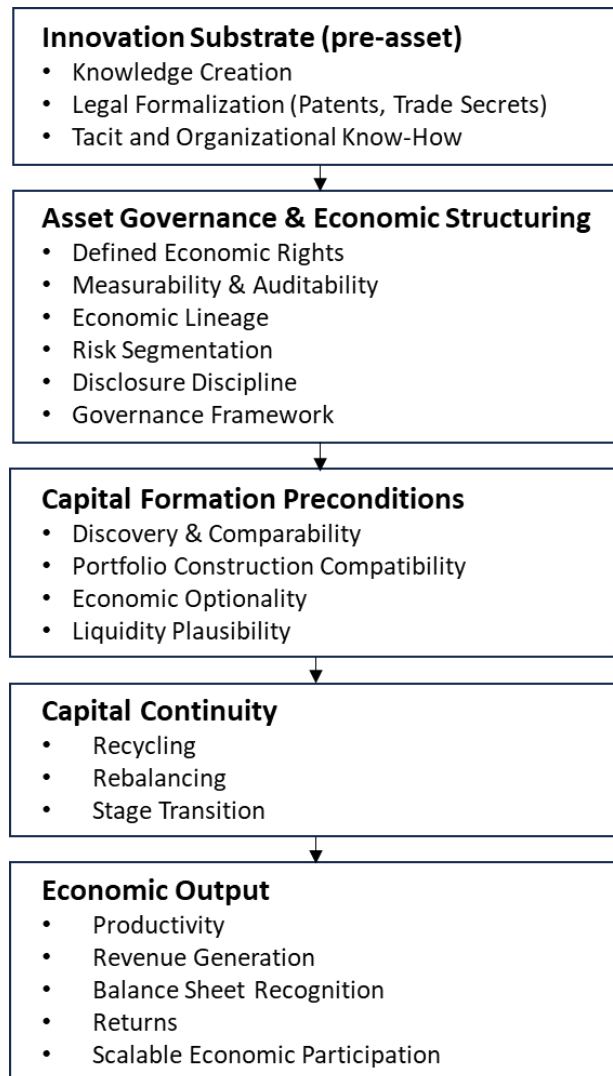 Innovation Substrate (pre-asset)
• Knowledge Creation
• Legal Formalization (Patents, Trade Secrets)
• Tacit and Organizational Know-How
Asset Governance & Economic Structuring
• Defined Economic Rights
• Measurability & Auditability
• Economic Lineage
• Risk Segmentation
• Disclosure Discipline
• Governance Framework
Capital Formation Preconditions
• Discovery & Comparability
• Portfolio Construction Compatibility
• Economic Optionality
• Liquidity Plausibility
Capital Continuity
• Recycling
• Rebalancing
• Stage Transition
Economic Output
• Productivity
• Revenue Generation
• Balance Sheet Recognition
• Returns
• Scalable Economic Participation